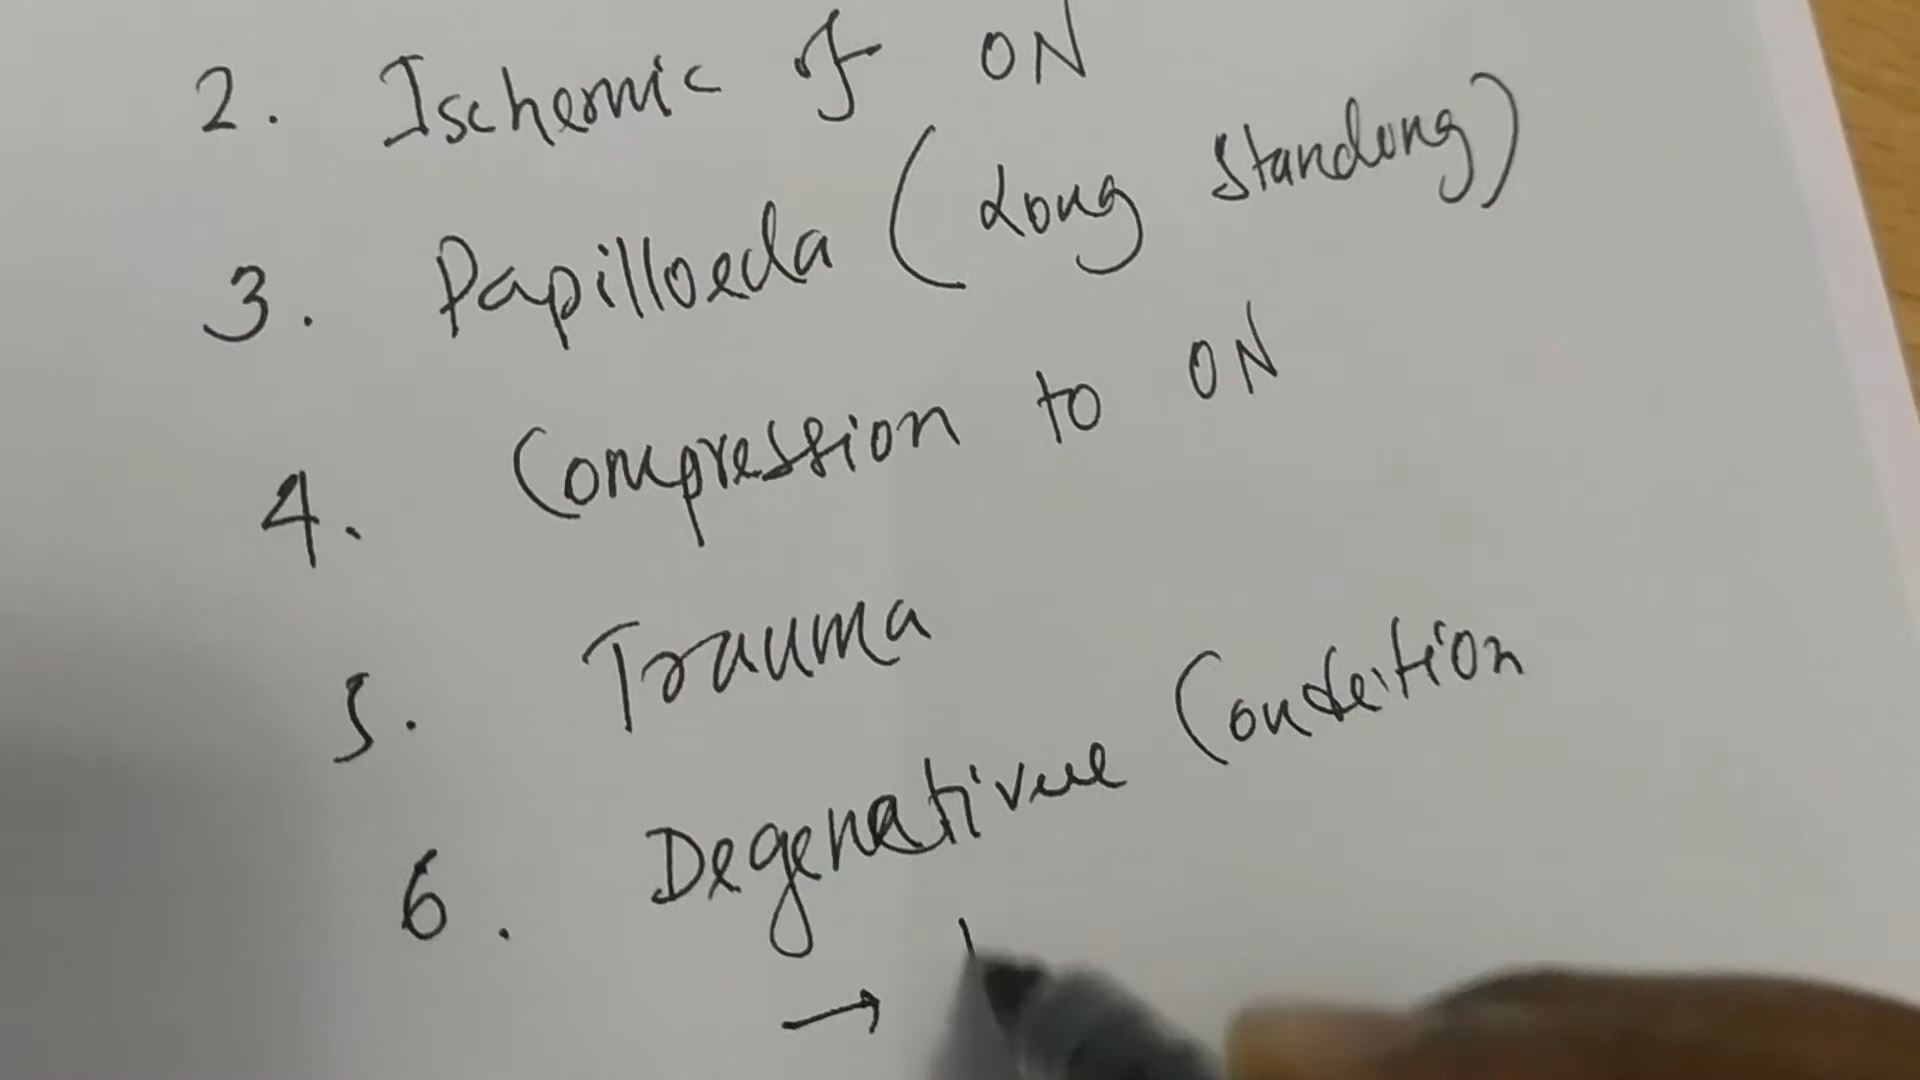 2. Ischemic of ON
3. Papilloeda (Long standing)
4. Compression to ON
5. Trauma
6. Degenative Condition
→